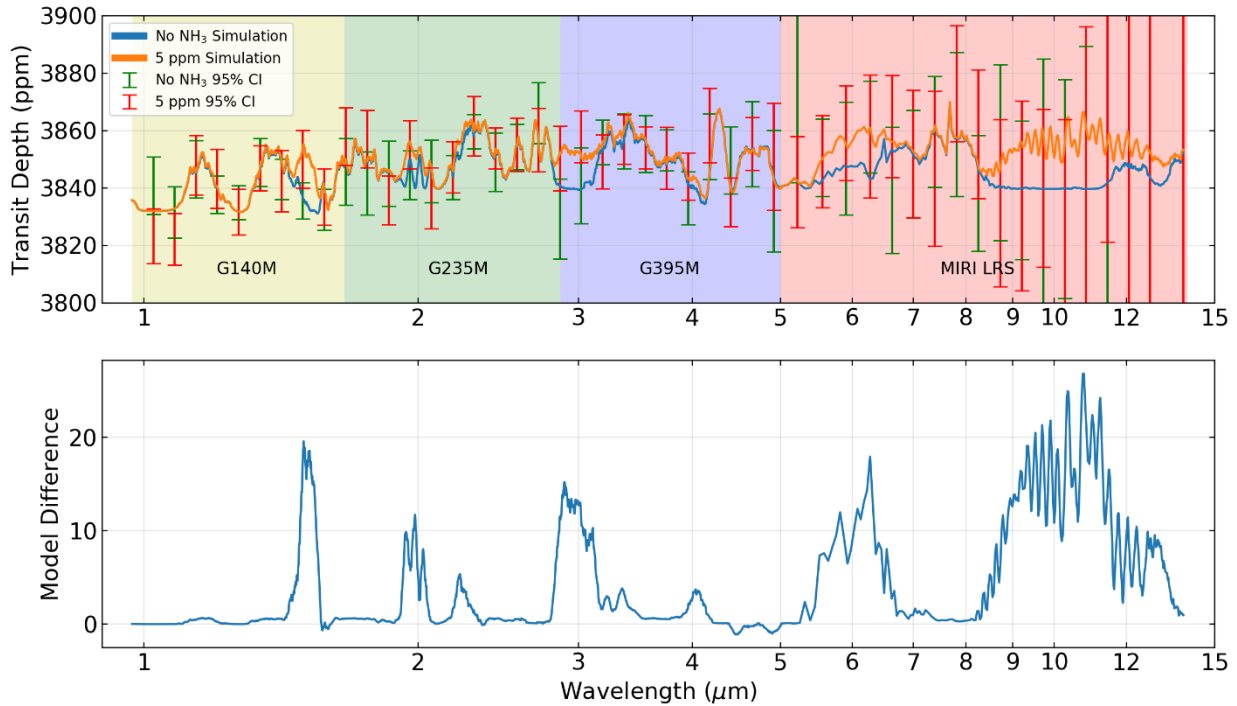 3900
3880
3860
3840
3820
3800
Transit Depth (ppm)
No NH₃ Simulation
5 ppm Simulation
No NH₃ 95% CI
5 ppm 95% CI
G140M
G235M
G395M
MIRI LRS
1 2 3 4 5 6 7 8 9 10 12 15
20
10
0
Model Difference
1 2 3 4 5 6 7 8 9 10 12 15
Wavelength (μm)